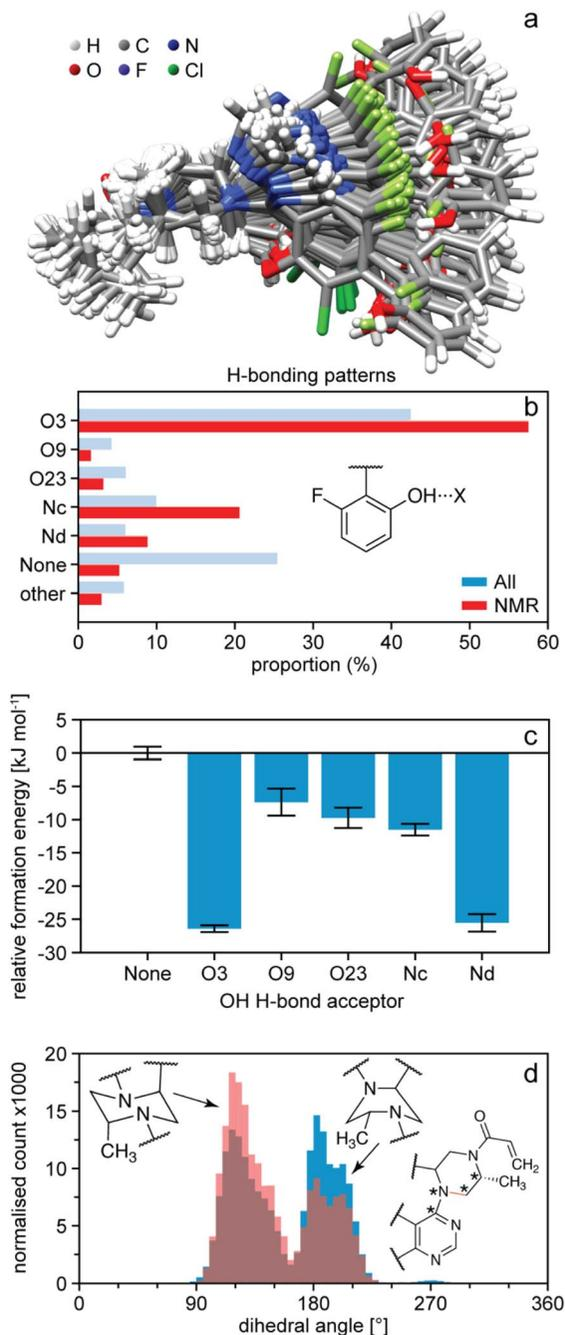 a
H C N
O F Cl
H-bonding patterns
b
O3
O9
O23
Nc
Nd
None
other
F OH···X
All
NMR
0 10 20 30 40 50 60
proportion (%)
relative formation energy [kJ mol-1]
c
5
0
-5
-10
-15
-20
-25
-30
None O3 O9 O23 Nc Nd
OH H-bond acceptor
normalised count x1000
d
20
15
10
5
0
N
N
CH3
N
N
H3C
O
N
CH2
* *
* N CH3
*
N
N
0 90 180 270 360
dihedral angle [°]